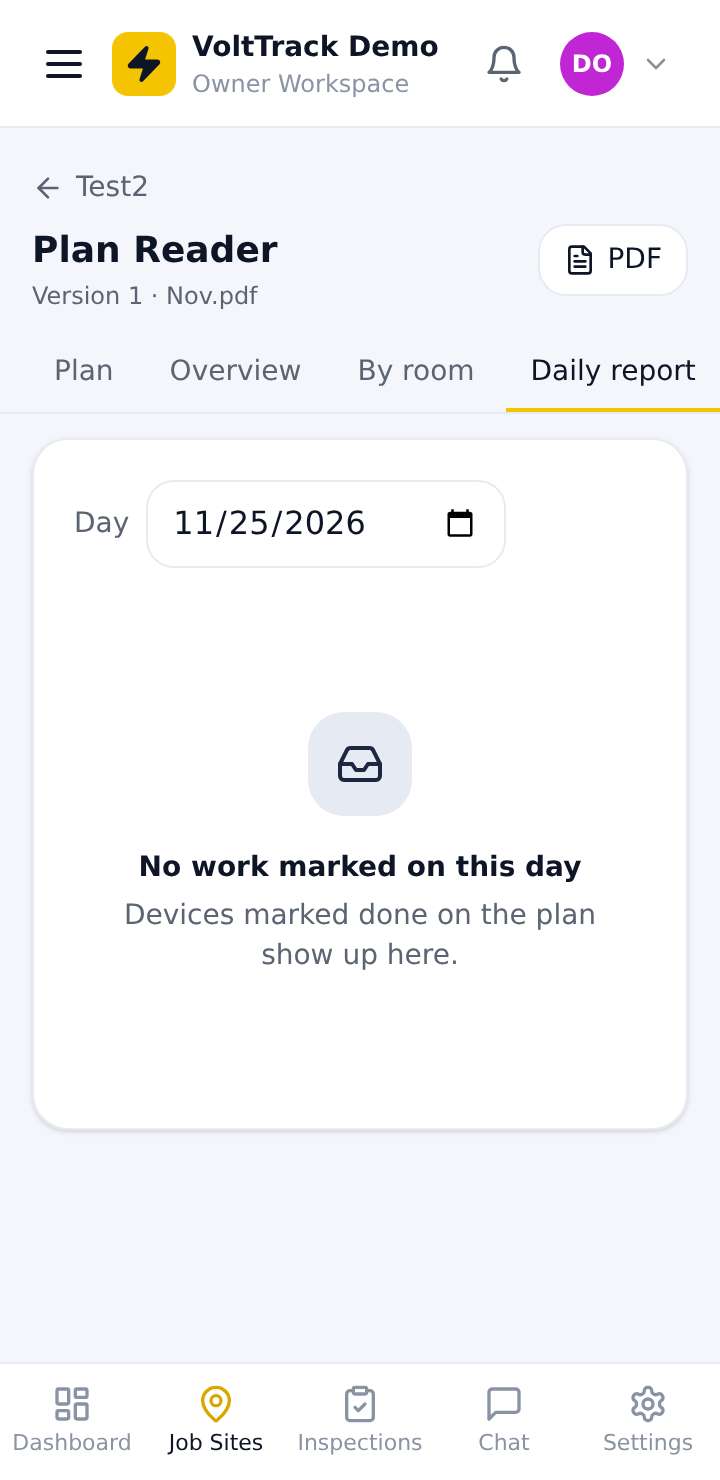 VoltTrack Demo
Owner Workspace
DO
Test2
Plan Reader
Version 1 · Nov.pdf
PDF
Plan
Overview
By room
Daily report
Day
11/25/2026
No work marked on this day
Devices marked done on the plan
show up here.
Dashboard
Job Sites
Inspections
Chat
Settings